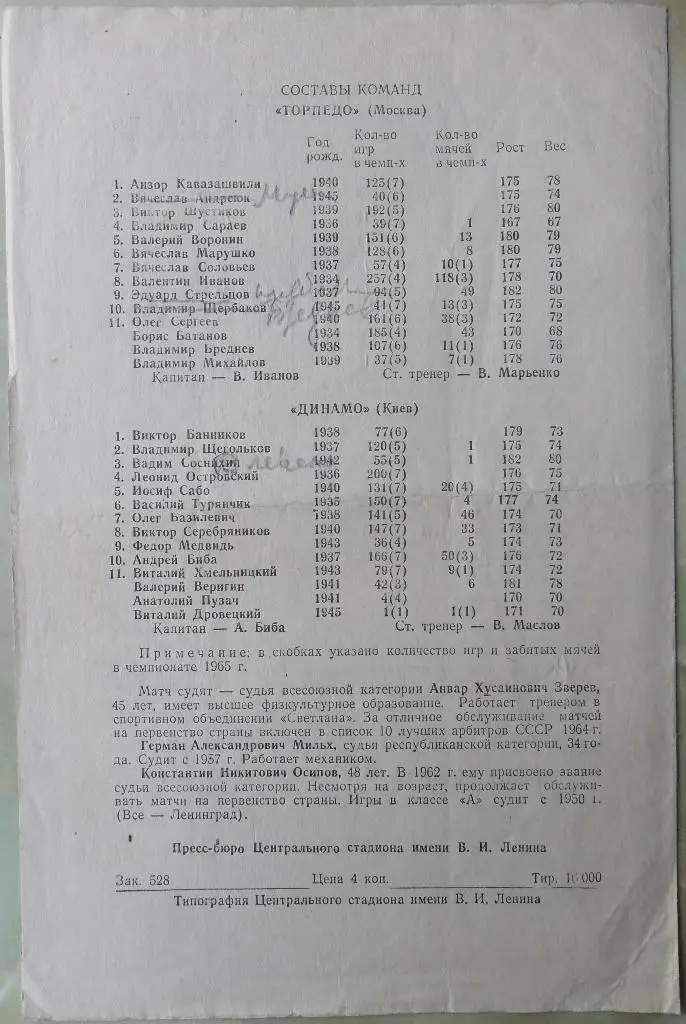 СОСТАВЫ КОМАНД
«ТОРПЕДО» (Москва)
Год рожд. Кол-во игр в чемп-х Кол-во мячей в чемп-х Рост Вес
1. Анзор Кавазашвили 1940 125(7) 175 78
2. Вячеслав Андреюк 1945 40(6) 175 74
3. Виктор Шустиков 1939 192(5) 176 80
4. Владимир Сараев 1936 39(7) 1 167 67
5. Валерий Воронин 1939 151(6) 13 180 79
6. Вячеслав Марушко 1938 128(6) 8 180 79
7. Вячеслав Соловьев 1937 57(4) 10(1) 177 75
8. Валентин Иванов 1934 257(4) 118(3) 178 70
9. Эдуард Стрельцов 1937 94(5) 49 182 80
10. Владимир Щербаков 1945 41(7) 13(3) 175 75
11. Олег Сергеев 1940 161(6) 38(3) 172 72
Борис Батанов 1934 185(4) 43 170 68
Владимир Бреднев 1938 107(6) 11(1) 175 76
Владимир Михайлов 1939 37(5) 7(1) 178 76
Капитан — В. Иванов Ст. тренер — В. Марьенко
«ДИНАМО» (Киев)
1. Виктор Банников 1938 77(6) 179 73
2. Владимир Щегольков 1937 120(5) 1 175 74
3. Вадим Соснихин 1942 55(5) 1 182 80
4. Леонид Островский 1936 200(7) 176 75
5. Иосиф Сабо 1940 131(7) 20(4) 175 71
6. Василий Турянчик 1935 150(7) 4 177 74
7. Олег Базилевич 1938 141(5) 46 174 70
8. Виктор Серебряников 1940 147(7) 33 173 71
9. Федор Медвидь 1943 36(4) 5 174 73
10. Андрей Биба 1937 166(7) 50(3) 176 72
11. Виталий Хмельницкий 1943 79(7) 9(1) 174 72
Валерий Веригин 1941 42(3) 6 181 78
Анатолий Пузач 1941 4(4) 170 70
Виталий Дровецкий 1945 1(1) 1(1) 171 70
Капитан — А. Биба Ст. тренер — В. Маслов
Примечание: в скобках указано количество игр и забитых мячей
в чемпионате 1965 г.
Матч судят — судья всесоюзной категории Анвар Хусаинович Зверев,
45 лет, имеет высшее физкультурное образование. Работает тренером в
спортивном объединении «Светлана». За отличное обслуживание матчей
на первенство страны включен в список 10 лучших арбитров СССР 1964 г.
Герман Александрович Мильх, судья республиканской категории, 34 го-
да. Судит с 1957 г. Работает механиком.
Константин Никитович Осипов, 48 лет. В 1962 г. ему присвоено звание
судьи всесоюзной категории. Несмотря на возраст, продолжает обслужи-
вать матчи на первенство страны. Игры в классе «А» судит с 1950 г.
(Все — Ленинград).
Пресс-бюро Центрального стадиона имени В. И. Ленина
Зак. 528 Цена 4 коп. Тир. 16 000
Типография Центрального стадиона имени В. И. Ленина